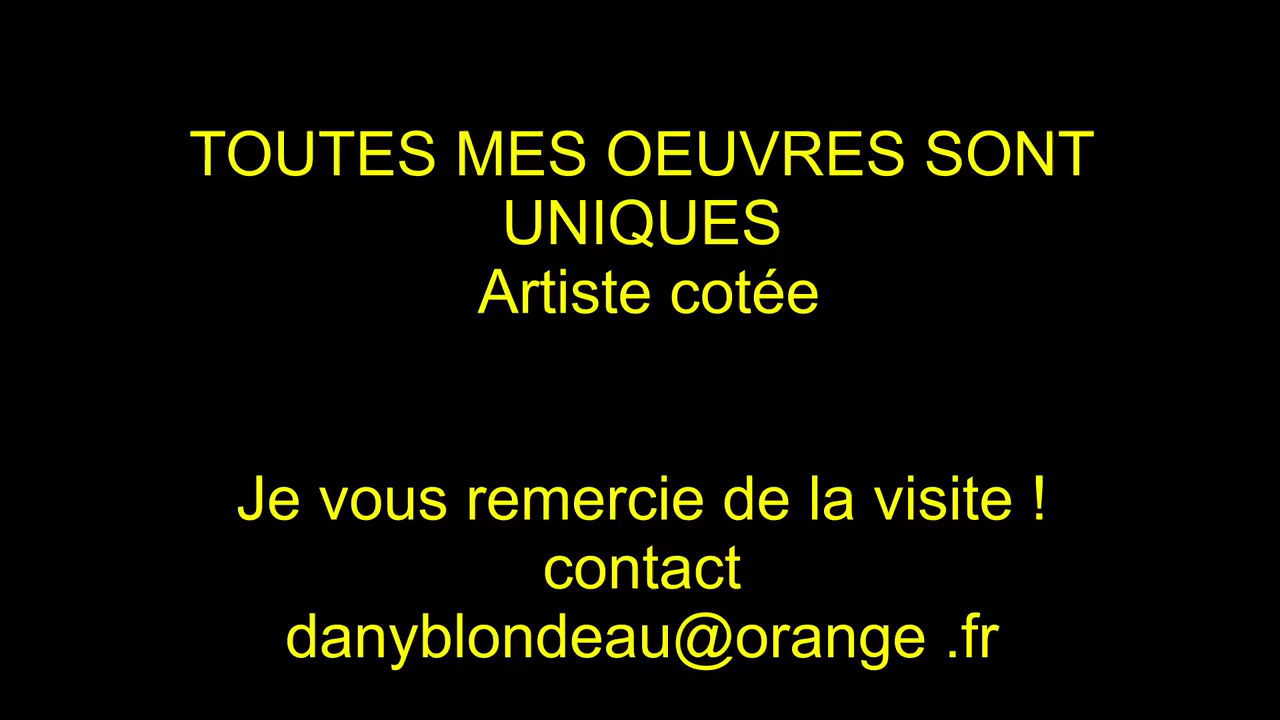 TOUTES MES OEUVRES SONT
UNIQUES
Artiste cotée
Je vous remercie de la visite !
contact
danyblondeau@orange .fr